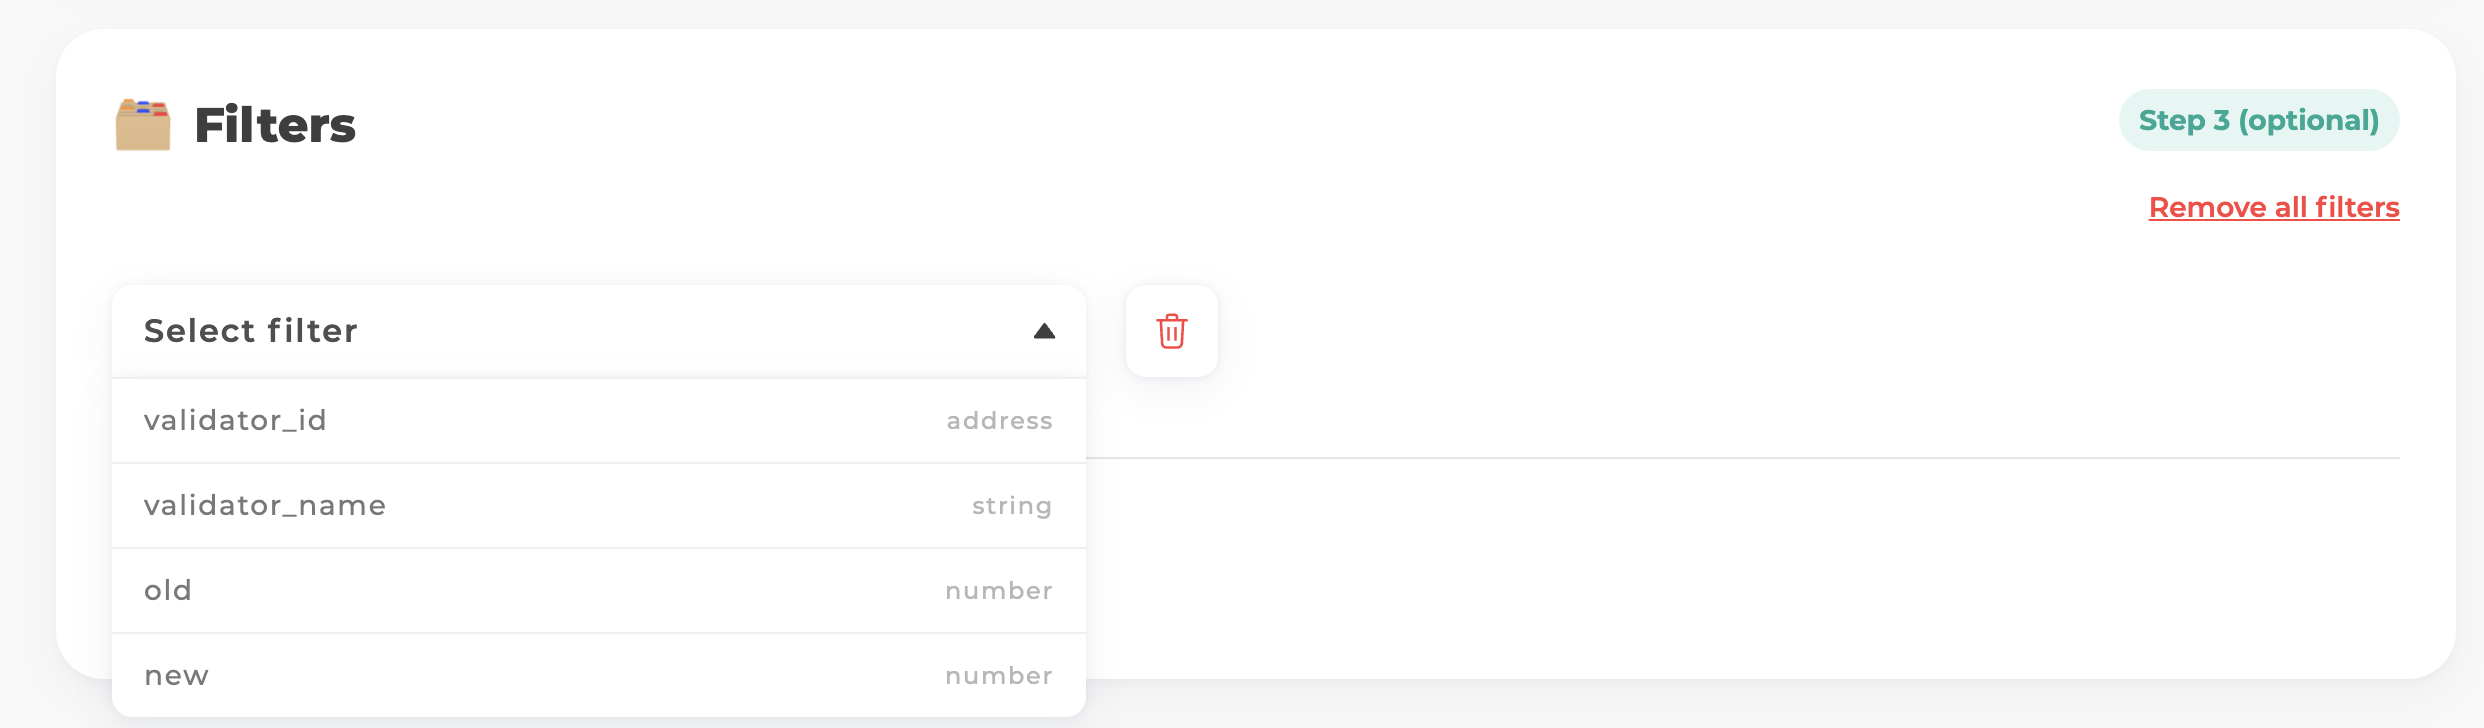 Filters
Step 3 (optional)
Remove all filters
Select filter
validator_id address
validator_name string
old number
new number